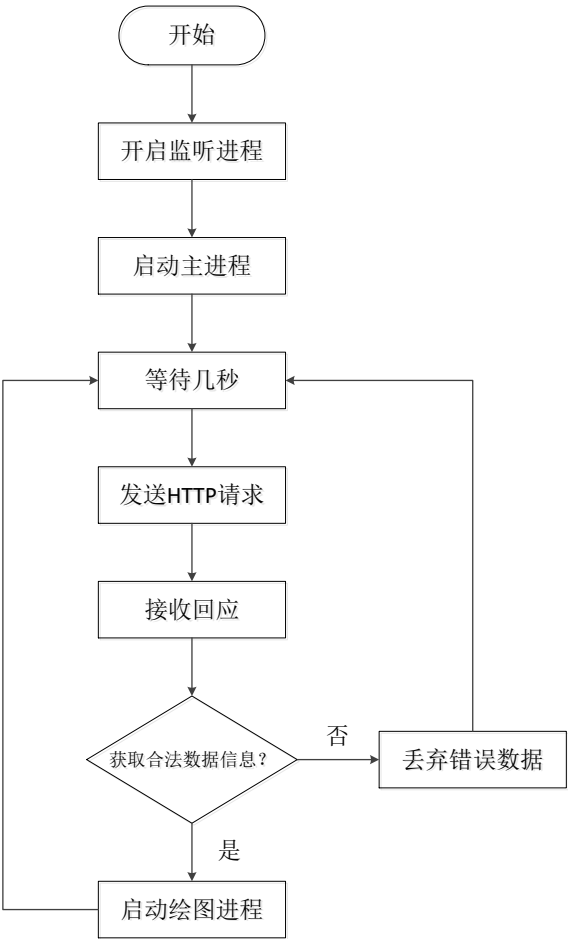 开始
开启监听进程
启动主进程
等待几秒
发送HTTP请求
接收回应
获取合法数据信息？
否
丢弃错误数据
是
启动绘图进程